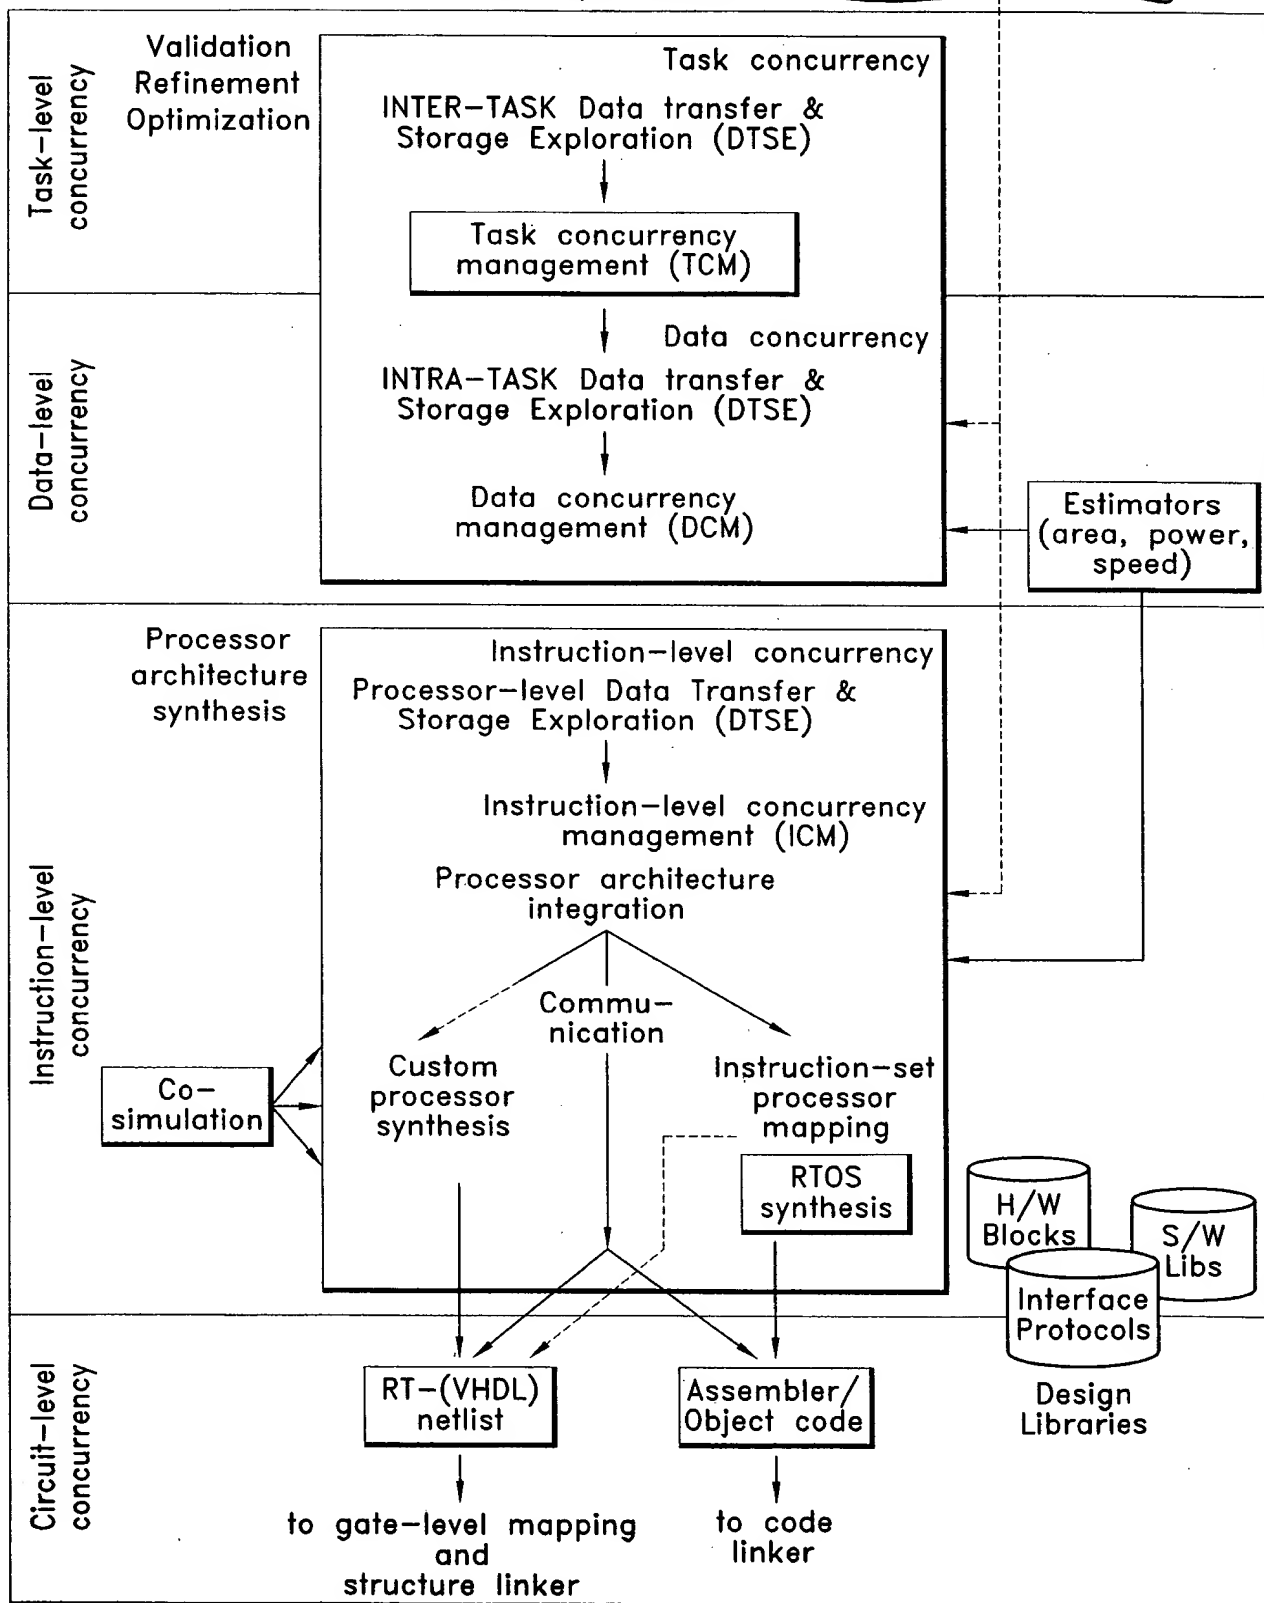 Task-level
concurrency
Validation
Refinement
Optimization
Task concurrency
INTER-TASK Data transfer &
Storage Exploration (DTSE)
Task concurrency
management (TCM)
Data-level
concurrency
Data concurrency
INTRA-TASK Data transfer &
Storage Exploration (DTSE)
Data concurrency
management (DCM)
Estimators
(area, power,
speed)
Instruction-level
concurrency
Processor
architecture
synthesis
Instruction-level concurrency
Processor-level Data Transfer &
Storage Exploration (DTSE)
Instruction-level concurrency
management (ICM)
Processor architecture
integration
Commu-
nication
Custom
processor
synthesis
Instruction-set
processor
mapping
RTOS
synthesis
Co-
simulation
H/W
Blocks
S/W
Libs
Interface
Protocols
Design
Libraries
Circuit-level
concurrency
RT-(VHDL)
netlist
Assembler/
Object code
to gate-level mapping
and
structure linker
to code
linker